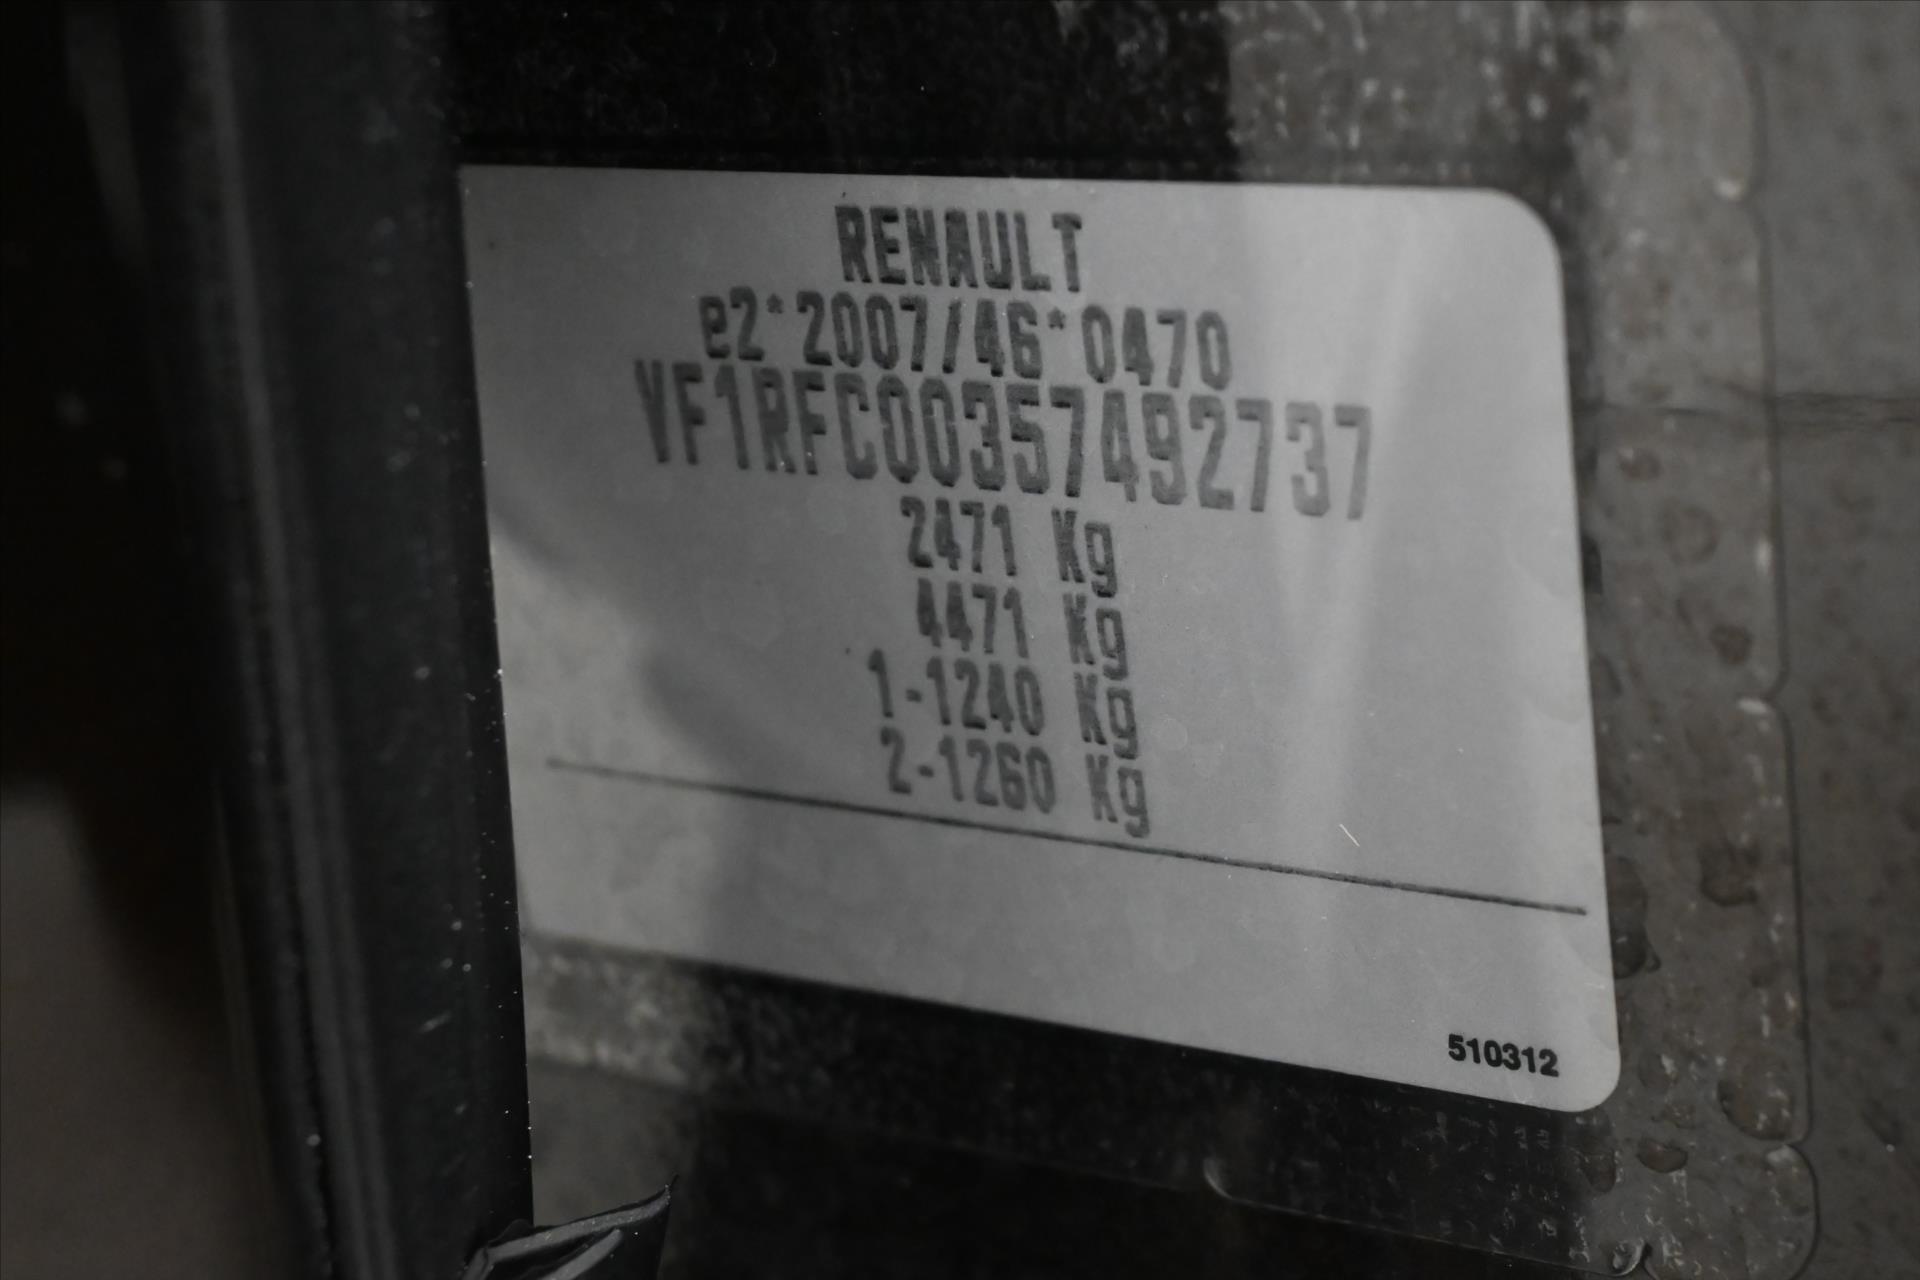 RENAULT
e2*2007/46*0470
VF1RFC00357492737
2471 Kg
4471 Kg
1-1240 Kg
2-1260 Kg
510312